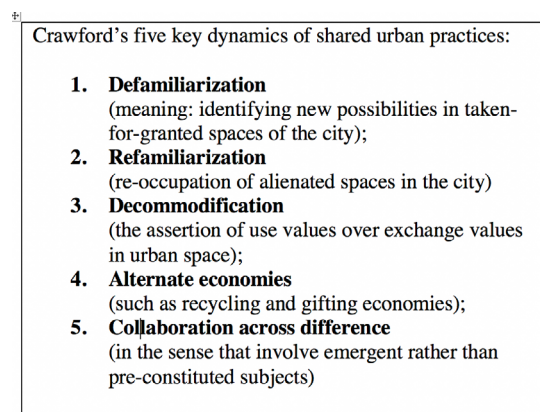 Crawford's five key dynamics of shared urban practices:
1. Defamiliarization
(meaning: identifying new possibilities in taken-
for-granted spaces of the city);
2. Refamiliarization
(re-occupation of alienated spaces in the city)
3. Decommodification
(the assertion of use values over exchange values
in urban space);
4. Alternate economies
(such as recycling and gifting economies);
5. Collaboration across difference
(in the sense that involve emergent rather than
pre-constituted subjects)